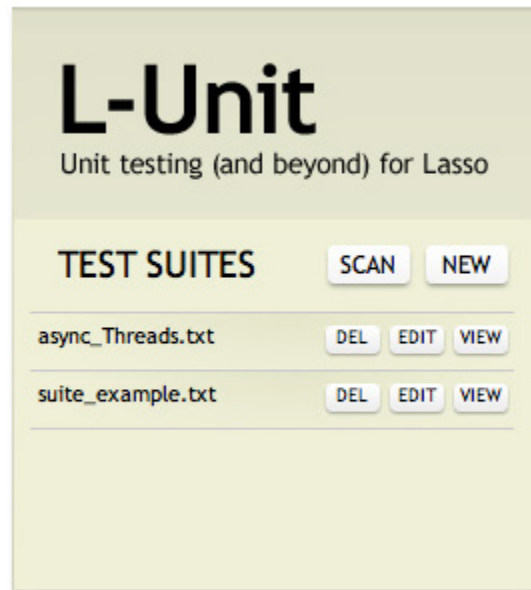 L-Unit
Unit testing (and beyond) for Lasso
TEST SUITES SCAN NEW
async_Threads.txt DEL EDIT VIEW
suite_example.txt DEL EDIT VIEW